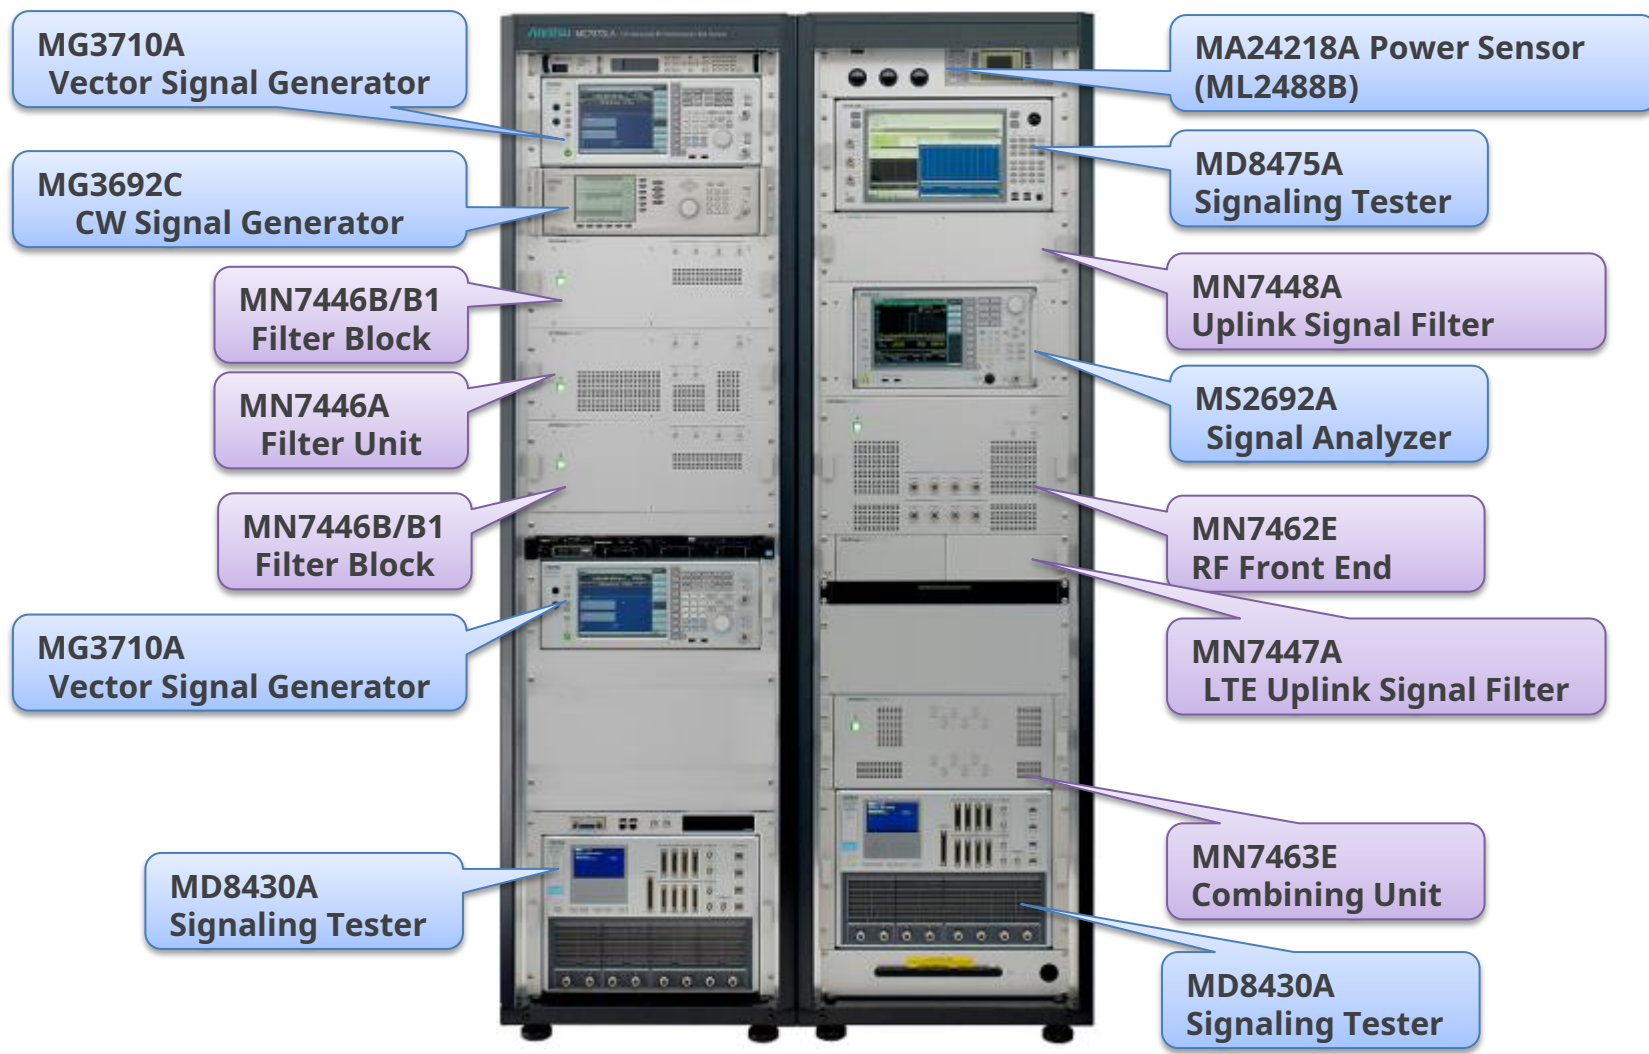 MG3710A
Vector Signal Generator
MG3692C
CW Signal Generator
MN7446B/B1
Filter Block
MN7446A
Filter Unit
MN7446B/B1
Filter Block
MG3710A
Vector Signal Generator
MD8430A
Signaling Tester
Anritsu
MA24218A Power Sensor
(ML2488B)
MD8475A
Signaling Tester
MN7448A
Uplink Signal Filter
MS2692A
Signal Analyzer
MN7462E
RF Front End
MN7447A
LTE Uplink Signal Filter
MN7463E
Combining Unit
MD8430A
Signaling Tester